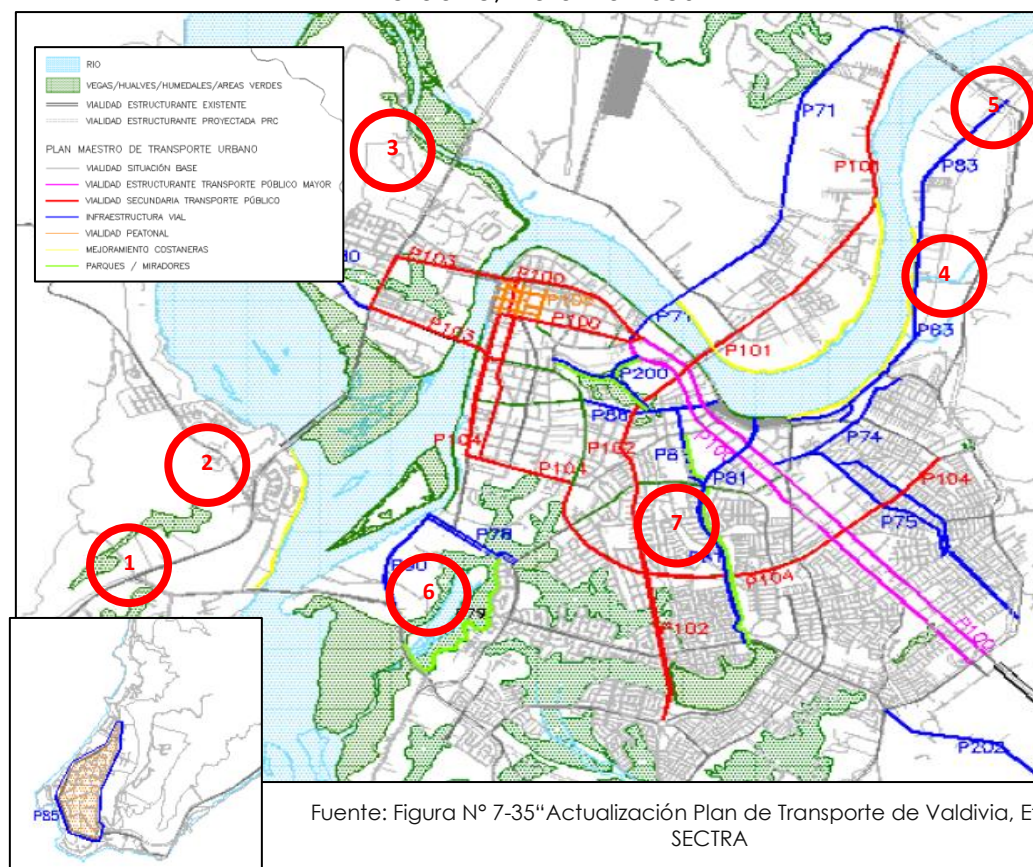 RIO
VEGAS/HUALVES/HUMEDALES/AREAS VERDES
VIALIDAD ESTRUCTURANTE EXISTENTE
VIALIDAD ESTRUCTURANTE PROYECTADA PRC
PLAN MAESTRO DE TRANSPORTE URBANO
VIALIDAD SITUACIÓN BASE
VIALIDAD ESTRUCTURANTE TRANSPORTE PÚBLICO MAYOR
VIALIDAD SECUNDARIA TRANSPORTE PÚBLICO
INFRAESTRUCTURA VIAL
VIALIDAD PEATONAL
MEJORAMIENTO COSTANERAS
PARQUES / MIRADORES
3
P71
5
P101
P83
4
P103
P100
P100
P103
P71
P101
P83
P200
P86
P104
P102
P8
P74
P81
P104
P104
P75
2
7
1
P78
6
P104
P102
P100
P202
P85
Fuente: Figura N° 7-35“Actualización Plan de Transporte de Valdivia, E
SECTRA